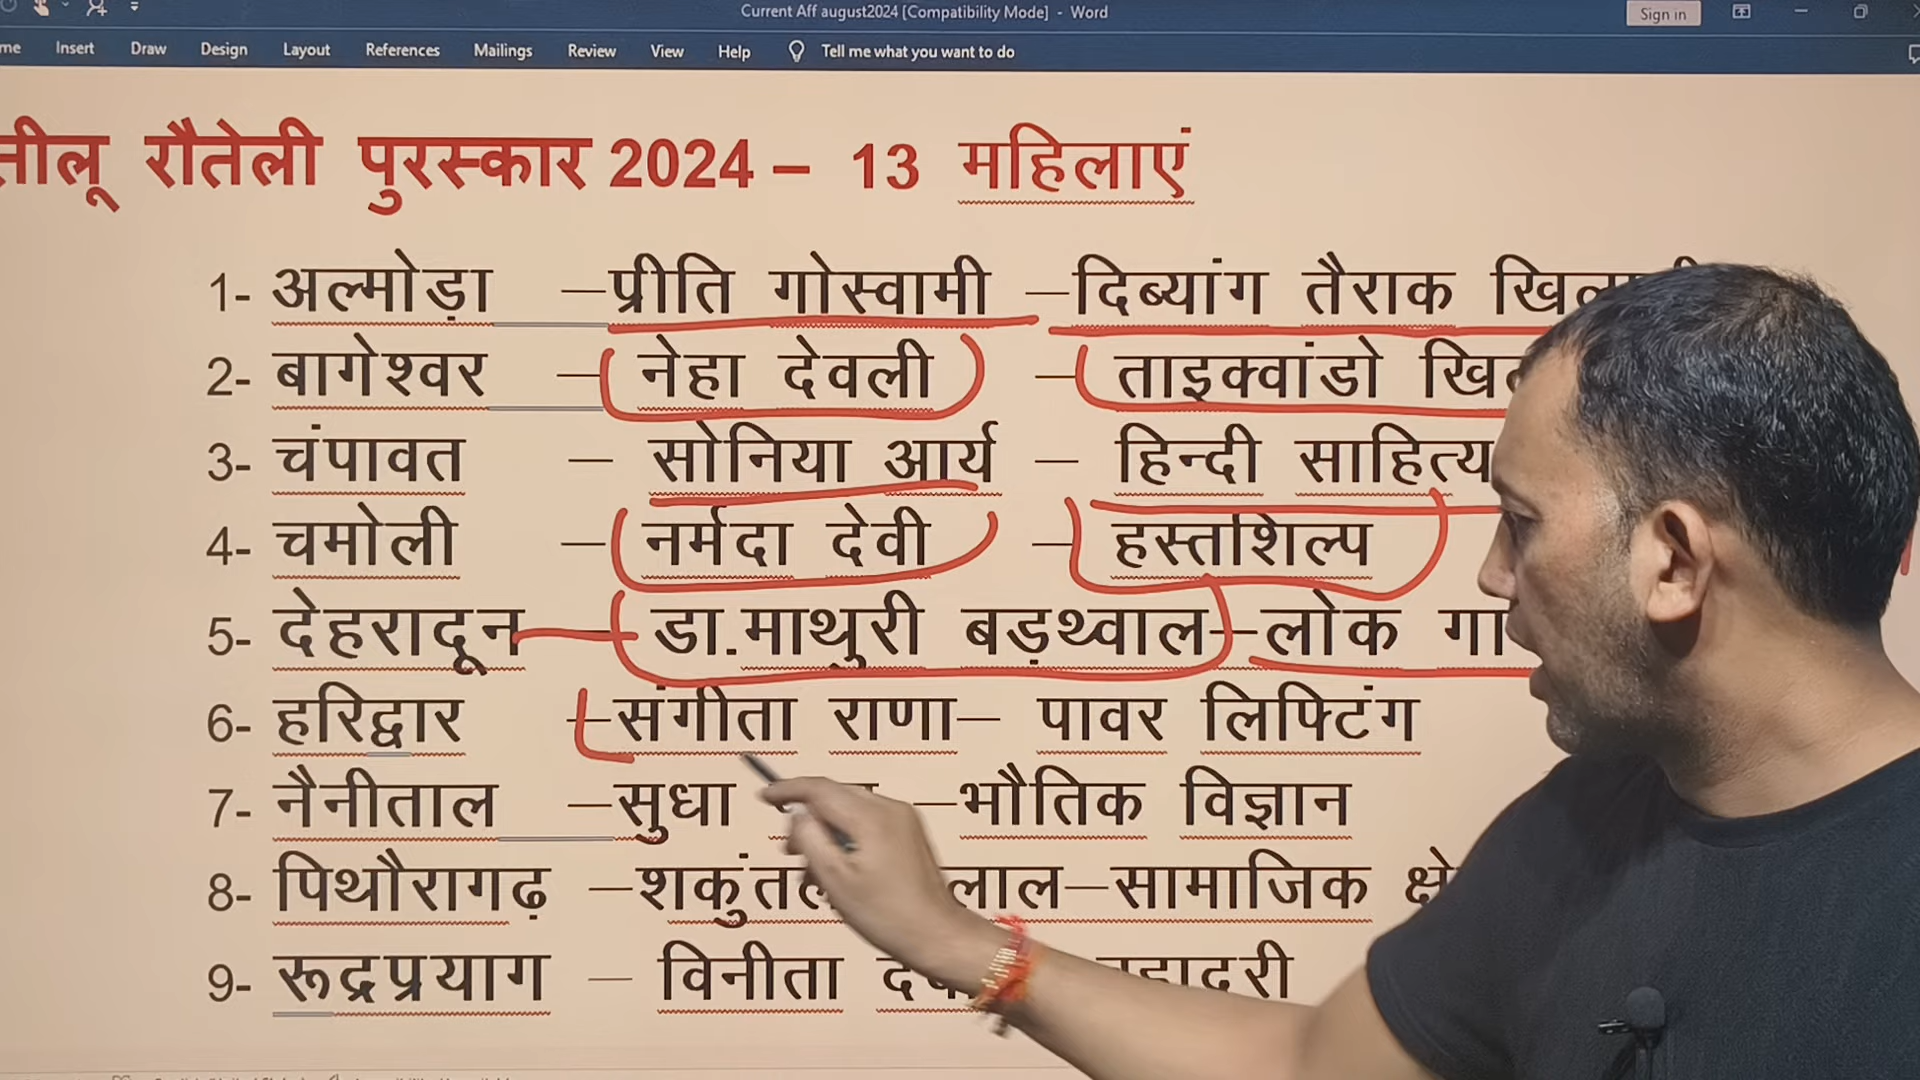 Current Aff august2024 [Compatibility Mode] - Word
Sign in
Insert Draw Design Layout References Mailings Review View Help Tell me what you want to do
तीलू रौतेली पुरस्कार 2024 – 13 महिलाएं
1- अल्मोड़ा –प्रीति गोस्वामी –दिब्यांग तैराक
2- बागेश्वर – नेहा देवली – ताइक्वांडो
3- चंपावत – सोनिया आर्य – हिन्दी साहित्य
4- चमोली – नर्मदा देवी – हस्तशिल्प
5- देहरादून – डा.माथुरी बड़थ्वाल–लोक
6- हरिद्वार –संगीता राणा– पावर लिफ्टिंग
7- नैनीताल –सुधा –भौतिक विज्ञान
8- पिथौरागढ़ – लाल–सामाजिक
9- रूद्रप्रयाग – विनीता